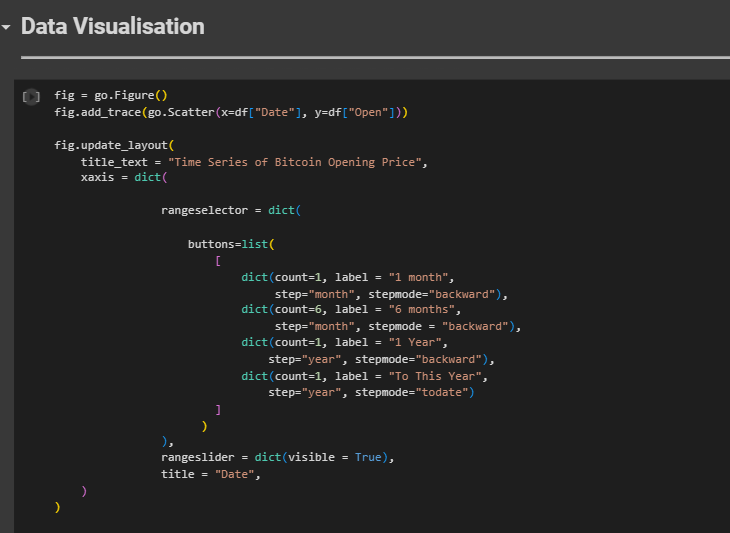 Data Visualisation
fig = go.Figure()
fig.add_trace(go.Scatter(x=df["Date"], y=df["Open"]))
fig.update_layout(
title_text = "Time Series of Bitcoin Opening Price",
xaxis = dict(
rangeselector = dict(
buttons=list(
[
dict(count=1, label = "1 month",
step="month", stepmode="backward"),
dict(count=6, label = "6 months",
step="month", stepmode = "backward"),
dict(count=1, label = "1 Year",
step="year", stepmode="backward"),
dict(count=1, label = "To This Year",
step="year", stepmode="todate")
]
)
),
rangeslider = dict(visible = True),
title = "Date",
)
)